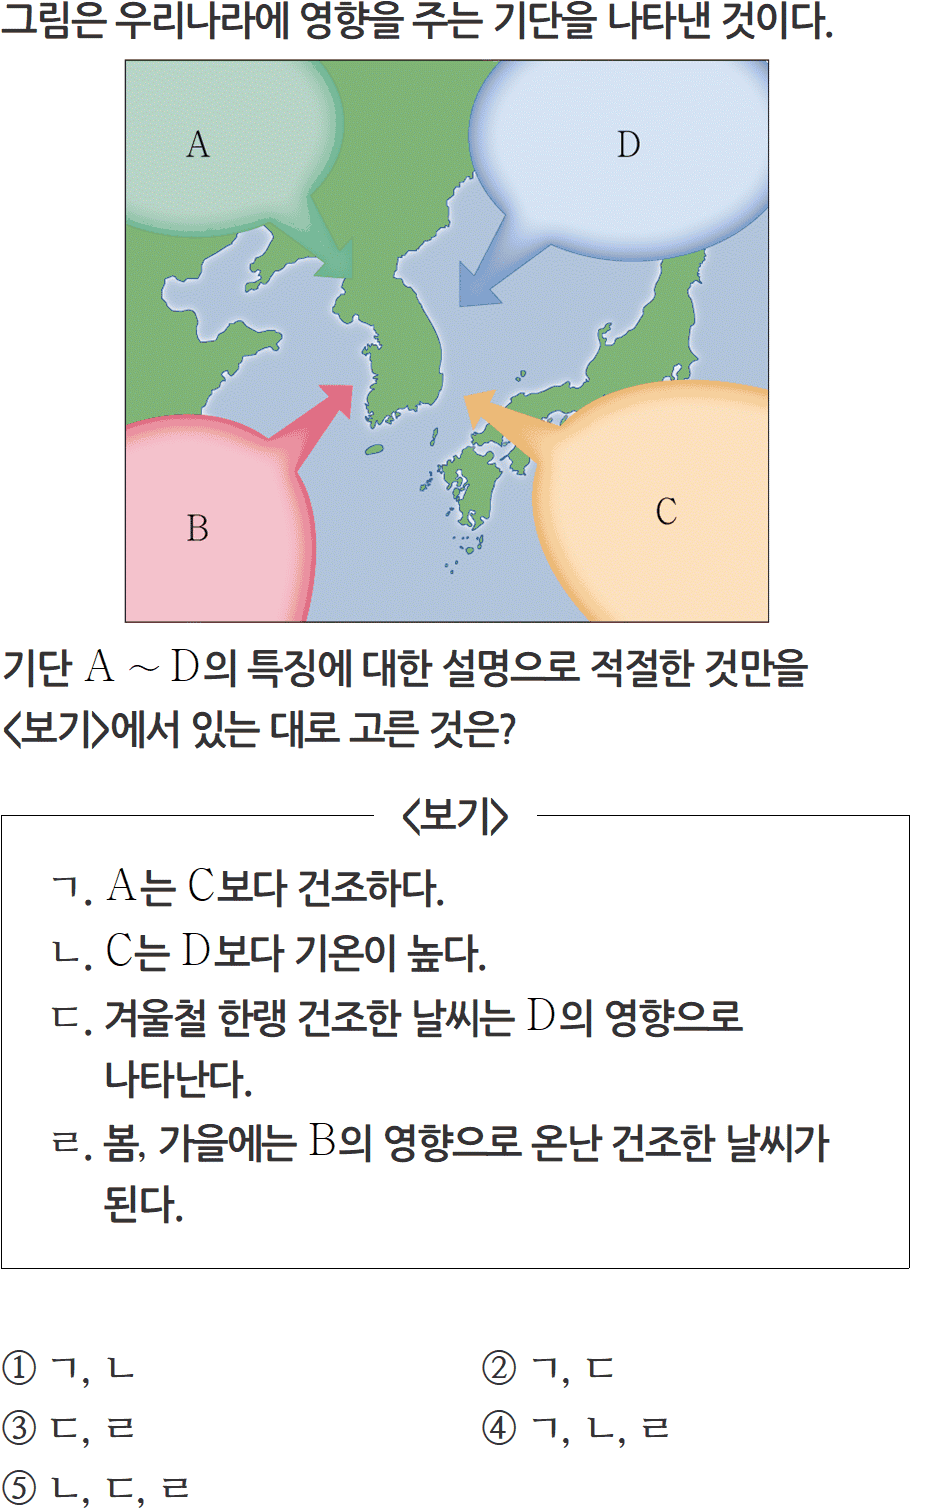 그림은 우리나라에 영향을 주는 기단을 나타낸 것이다.
A
D
B
C
기단 A ~ D의 특징에 대한 설명으로 적절한 것만을
<보기>에서 있는 대로 고른 것은?
<보기>
ㄱ. A는 C보다 건조하다.
ㄴ. C는 D보다 기온이 높다.
ㄷ. 겨울철 한랭 건조한 날씨는 D의 영향으로
나타난다.
ㄹ. 봄, 가을에는 B의 영향으로 온난 건조한 날씨가
된다.
① ㄱ, ㄴ
② ㄱ, ㄷ
③ ㄷ, ㄹ
④ ㄱ, ㄴ, ㄹ
⑤ ㄴ, ㄷ, ㄹ